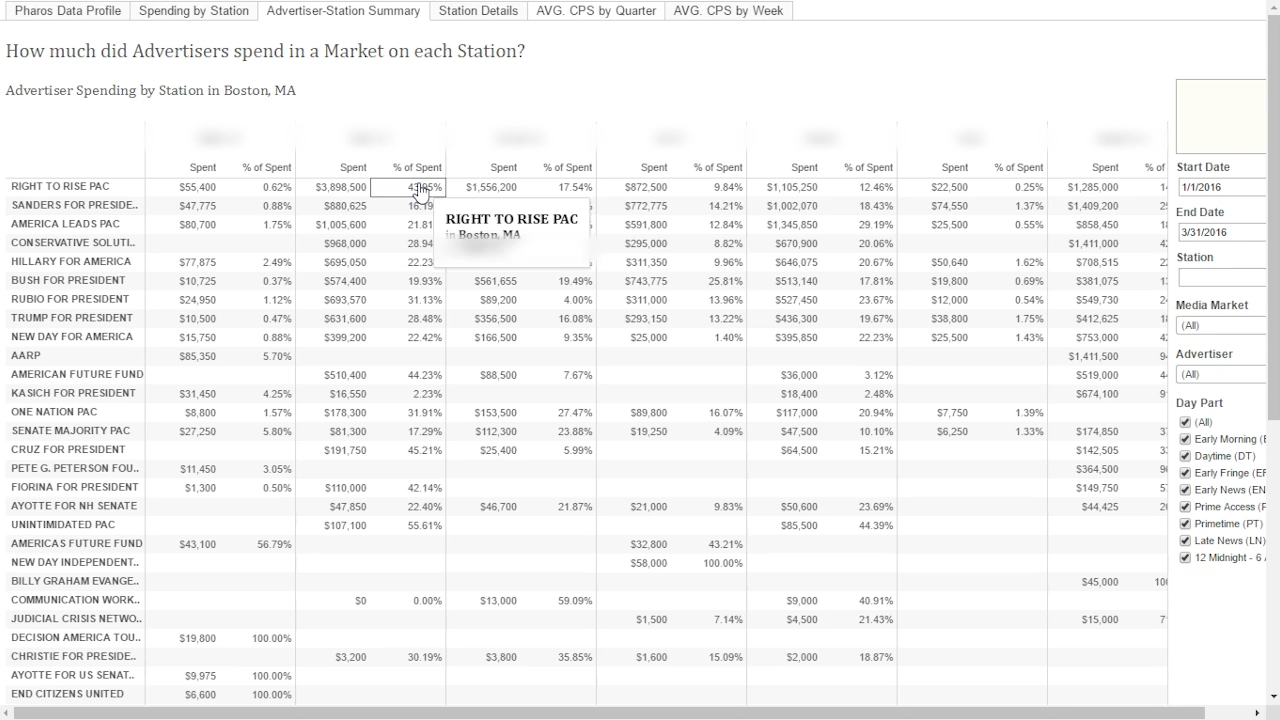 Pharos Data Profile Spending by Station Advertiser-Station Summary Station Details AVG. CPS by Quarter AVG. CPS by Week
How much did Advertisers spend in a Market on each Station?
Advertiser Spending by Station in Boston, MA
Spent % of Spent Spent % of Spent Spent % of Spent Spent % of Spent Spent % of Spent Spent % of Spent Spent % of
RIGHT TO RISE PAC $55,400 0.62% $3,898,500 $1,556,200 17.54% $872,500 9.84% $1,105,250 12.46% $22,500 0.25% $1,285,000 14
SANDERS FOR PRESIDE.. $47,775 0.88% $880,625 16.19% $772,775 14.21% $1,002,070 18.43% $74,550 1.37% $1,409,200 25
AMERICA LEADS PAC $80,700 1.75% $1,005,600 21.81 $591,800 12.84% $1,345,850 29.19% $25,500 0.55% $858,450 18
CONSERVATIVE SOLUTI.. $968,000 28.94 $295,000 8.82% $670,900 20.06% $1,411,000 42
HILLARY FOR AMERICA $77,875 2.49% $695,050 22.23 $311,350 9.96% $646,075 20.67% $50,640 1.62% $708,515 22
BUSH FOR PRESIDENT $10,725 0.37% $574,400 19.93% $561,655 19.49% $743,775 25.81% $513,140 17.81% $19,800 0.69% $381,075 13
RUBIO FOR PRESIDENT $24,950 1.12% $693,570 31.13% $89,200 4.00% $311,000 13.96% $527,450 23.67% $12,000 0.54% $549,730 24
TRUMP FOR PRESIDENT $10,500 0.47% $631,600 28.48% $356,500 16.08% $293,150 13.22% $436,300 19.67% $38,800 1.75% $412,625 18
NEW DAY FOR AMERICA $15,750 0.88% $399,200 22.42% $166,500 9.35% $25,000 1.40% $395,850 22.23% $25,500 1.43% $753,000 42
AARP $85,350 5.70% $1,411,500 94
AMERICAN FUTURE FUND $510,400 44.23% $88,500 7.67% $36,000 3.12% $519,000 44
KASICH FOR PRESIDENT $31,450 4.25% $16,550 2.23% $18,400 2.48% $674,100 91
ONE NATION PAC $8,800 1.57% $178,300 31.91% $153,500 27.47% $89,800 16.07% $117,000 20.94% $7,750 1.39%
SENATE MAJORITY PAC $27,250 5.80% $81,300 17.29% $112,300 23.88% $19,250 4.09% $47,500 10.10% $6,250 1.33% $174,850 37
CRUZ FOR PRESIDENT $191,750 45.21% $25,400 5.99% $64,500 15.21% $142,505 33
PETE G. PETERSON FOU.. $11,450 3.05% $364,500 96
FIORINA FOR PRESIDENT $1,300 0.50% $110,000 42.14% $149,750 57
AYOTTE FOR NH SENATE $47,850 22.40% $46,700 21.87% $21,000 9.83% $50,600 23.69% $44,425 20
UNINTIMIDATED PAC $107,100 55.61% $85,500 44.39%
AMERICAS FUTURE FUND $43,100 56.79% $32,800 43.21%
NEW DAY INDEPENDENT.. $58,000 100.00%
BILLY GRAHAM EVANGE.. $45,000 100
COMMUNICATION WORK.. $0 0.00% $13,000 59.09% $9,000 40.91%
JUDICIAL CRISIS NETWO.. $1,500 7.14% $4,500 21.43% $15,000 71
DECISION AMERICA TOU.. $19,800 100.00%
CHRISTIE FOR PRESIDE.. $3,200 30.19% $3,800 35.85% $1,600 15.09% $2,000 18.87%
AYOTTE FOR US SENAT.. $9,975 100.00%
END CITIZENS UNITED $6,600 100.00%
RIGHT TO RISE PAC
in Boston, MA
Start Date
1/1/2016
End Date
3/31/2016
Station
Media Market
(All)
Advertiser
(All)
Day Part
(All)
Early Morning (E
Daytime (DT)
Early Fringe (EF
Early News (EN
Prime Access (P
Primetime (PT)
Late News (LN)
12 Midnight - 6 A